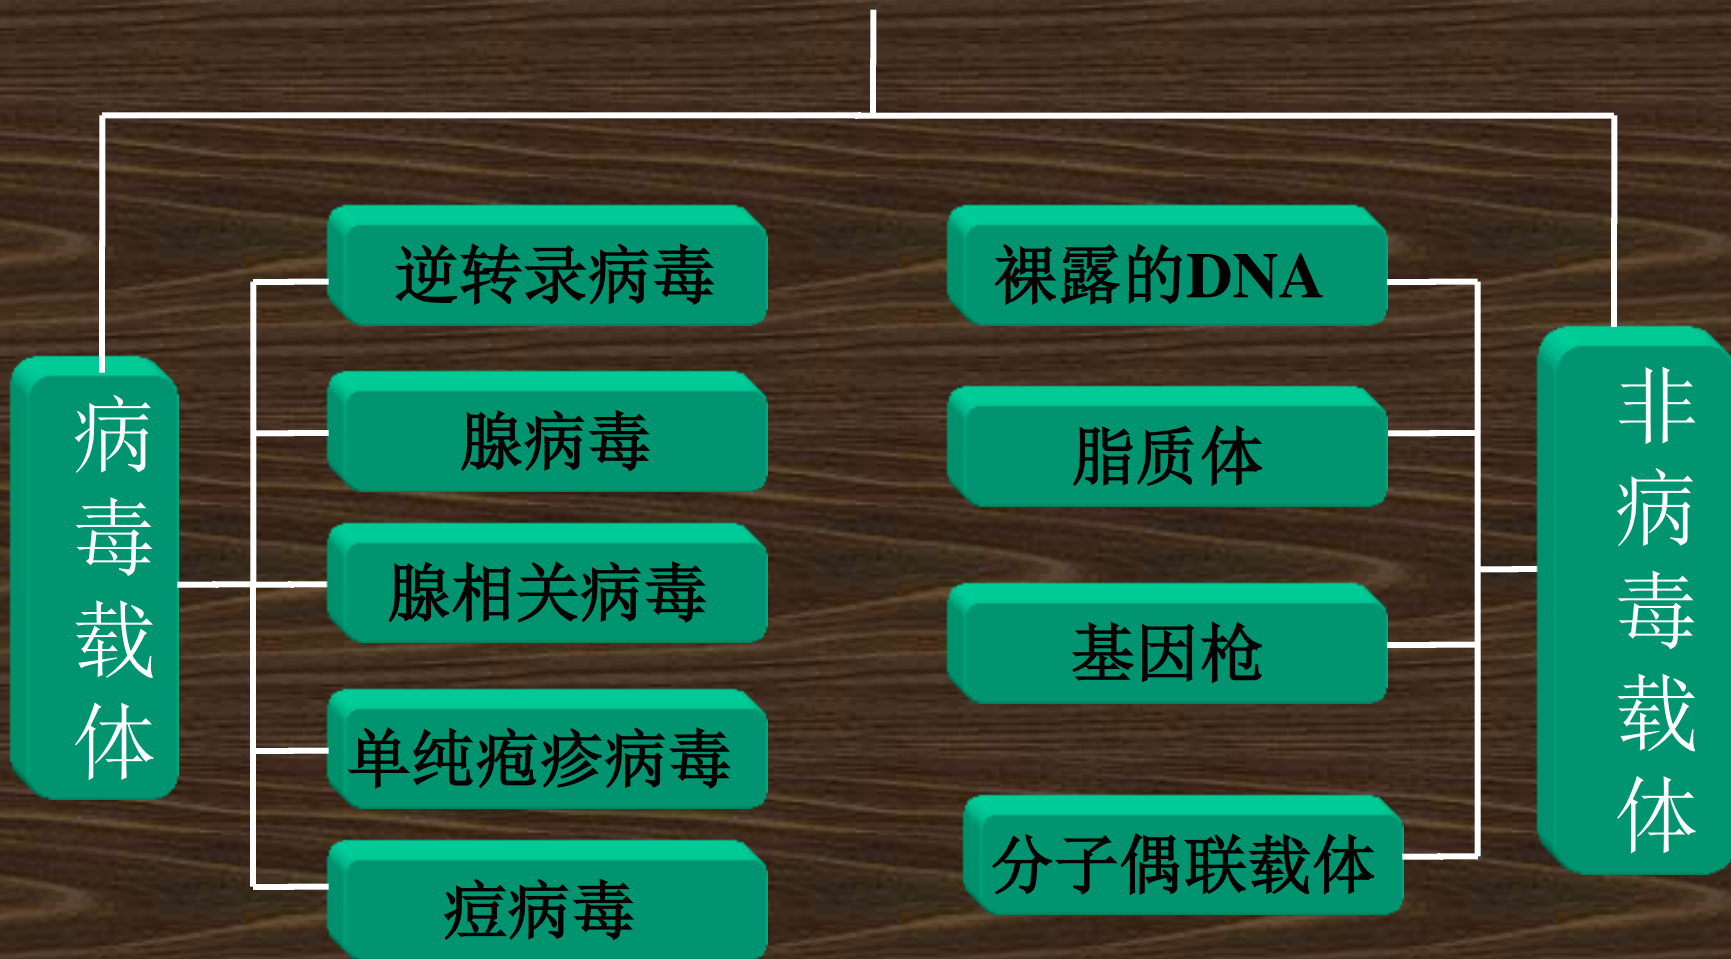 病毒载体
逆转录病毒
腺病毒
腺相关病毒
单纯疱疹病毒
痘病毒
裸露的DNA
脂质体
基因枪
分子偶联载体
非病毒载体